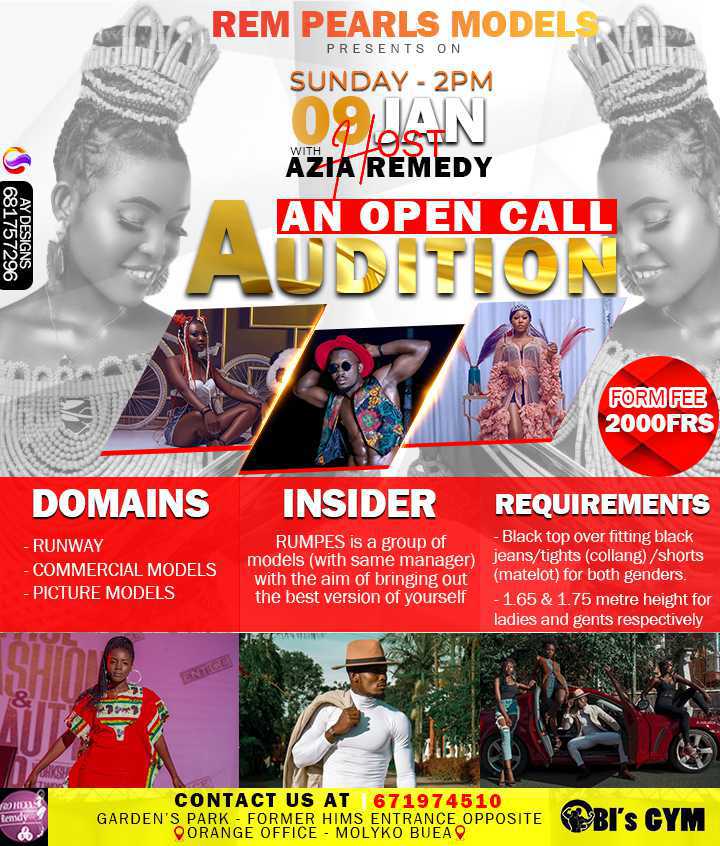 REM PEARLS MODELS
PRESENTS ON
SUNDAY - 2PM
09 JAN
WITH Host
AZIA REMEDY
AY DESIGNS
681757296
AN OPEN CALL
AUDITION
FORM FEE
2000FRS
DOMAINS
- RUNWAY
- COMMERCIAL MODELS
- PICTURE MODELS
INSIDER
RUMPES is a group of
models (with same manager)
with the aim of bringing out
the best version of yourself
REQUIREMENTS
- Black top over fitting black
jeans/tights (collang) /shorts
(matelot) for both genders.
- 1.65 & 1.75 metre height for
ladies and gents respectively
ENTICE
CONTACT US AT 671974510
GARDEN'S PARK - FORMER HIMS ENTRANCE OPPOSITE
ORANGE OFFICE - MOLYKO BUEA
BI's GYM